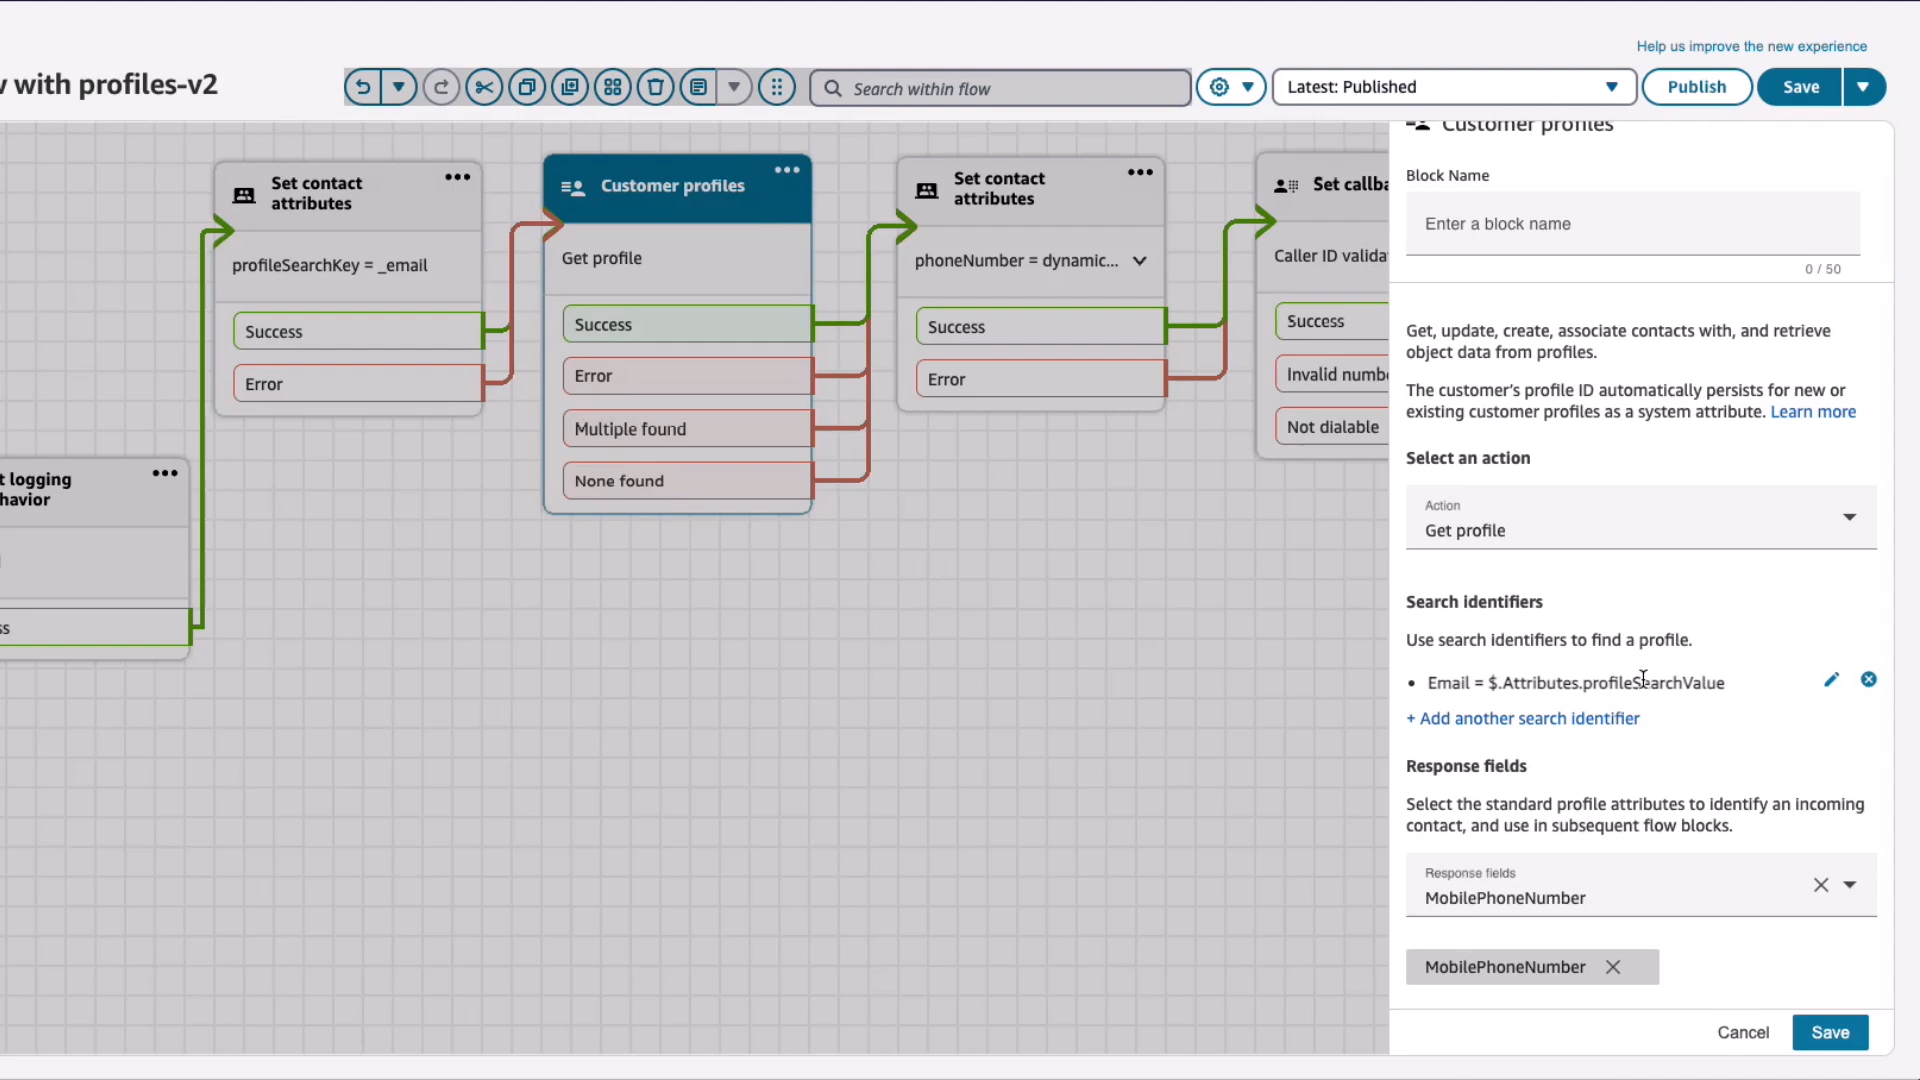 Help us improve the new experience
with profiles-v2
Search within flow
Latest: Published
Publish
Save
Set contact
attributes
profileSearchKey = _email
Success
Error
t logging
havior
ss
Customer profiles
Get profile
Success
Error
Multiple found
None found
Set contact
attributes
phoneNumber = dynamic...
Success
Error
Set callba
Caller ID valida
Success
Invalid numbe
Not dialable
Customer profiles
Block Name
Enter a block name
0 / 50
Get, update, create, associate contacts with, and retrieve
object data from profiles.
The customer's profile ID automatically persists for new or
existing customer profiles as a system attribute. Learn more
Select an action
Action
Get profile
Search identifiers
Use search identifiers to find a profile.
• Email = $.Attributes.profileSearchValue
+ Add another search identifier
Response fields
Select the standard profile attributes to identify an incoming
contact, and use in subsequent flow blocks.
Response fields
MobilePhoneNumber
MobilePhoneNumber
Cancel
Save